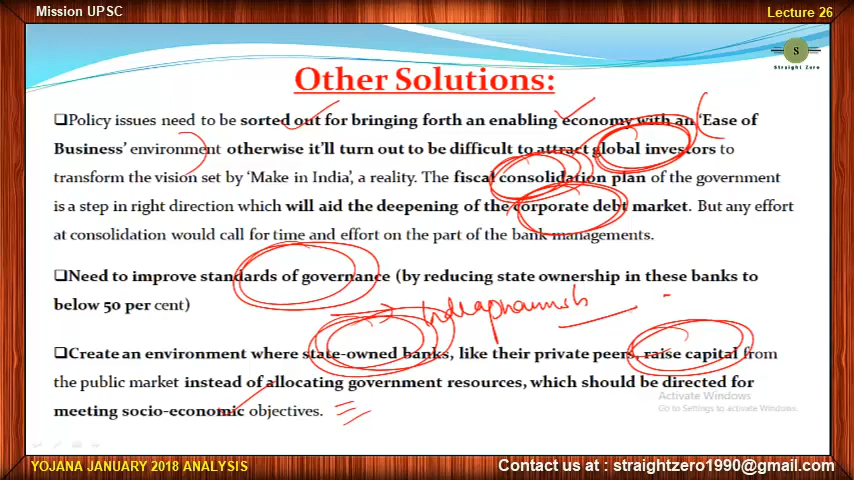 Mission UPSC
Lecture 26
S
Straight Zero
Other Solutions:
❑Policy issues need to be sorted out for bringing forth an enabling economy with an ‘Ease of
Business’ environment otherwise it'll turn out to be difficult to attract global investors to
transform the vision set by ‘Make in India’, a reality. The fiscal consolidation plan of the government
is a step in right direction which will aid the deepening of the corporate debt market. But any effort
at consolidation would call for time and effort on the part of the bank managements.
❑Need to improve standards of governance (by reducing state ownership in these banks to
below 50 per cent)
❑Create an environment where state-owned banks, like their private peers, raise capital from
the public market instead of allocating government resources, which should be directed for
meeting socio-economic objectives.
Activate Windows
Go to Settings to activate Windows.
YOJANA JANUARY 2018 ANALYSIS
Contact us at : straightzero1990@gmail.com